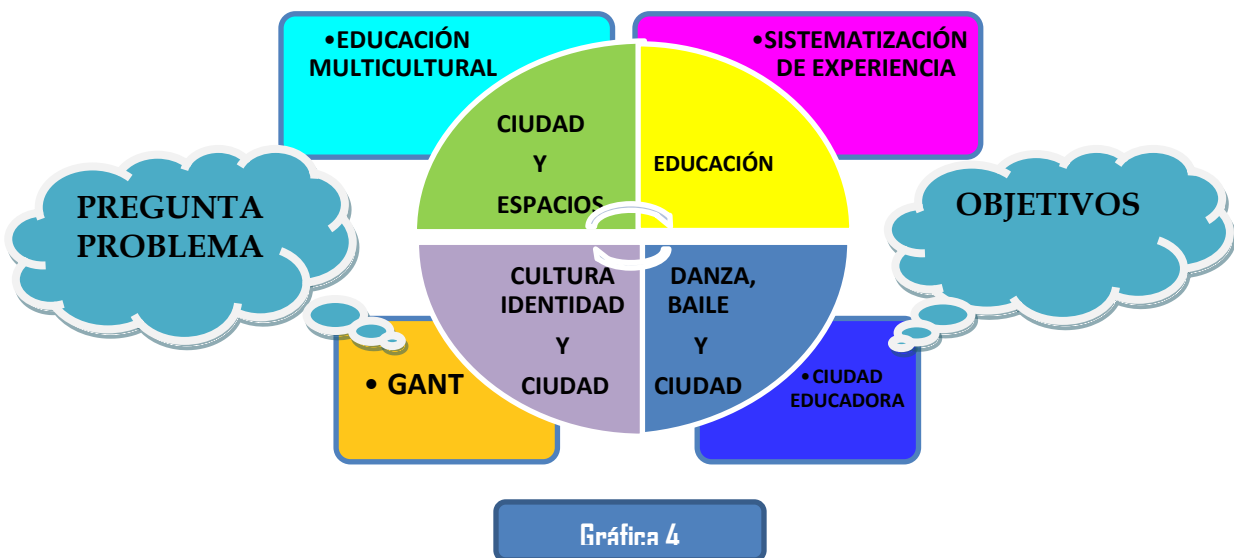 •EDUCACIÓN
MULTICULTURAL
•SISTEMATIZACIÓN
DE EXPERIENCIA
CIUDAD
Y
ESPACIOS
EDUCACIÓN
PREGUNTA
PROBLEMA
OBJETIVOS
CULTURA
IDENTIDAD
Y
CIUDAD
DANZA,
BAILE
Y
CIUDAD
• GANT
•CIUDAD
EDUCADORA
Gráfica 4